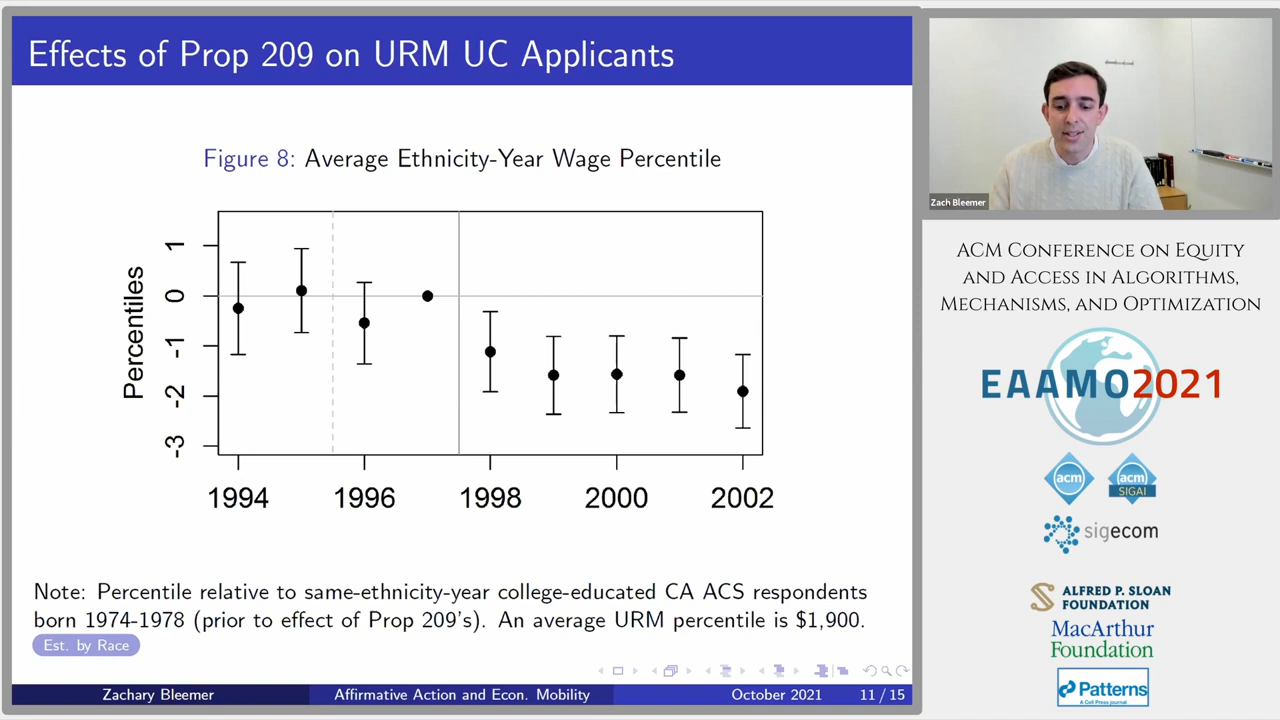 Effects of Prop 209 on URM UC Applicants
Figure 8: Average Ethnicity-Year Wage Percentile
Percentiles
1
0
-1
-2
-3
1994
1996
1998
2000
2002
Note: Percentile relative to same-ethnicity-year college-educated CA ACS respondents
born 1974-1978 (prior to effect of Prop 209's). An average URM percentile is $1,900.
Est. by Race
Zachary Bleemer
Affirmative Action and Econ. Mobility
October 2021
11 / 15
Zach Bleemer
ACM Conference on Equity
and Access in Algorithms,
Mechanisms, and Optimization
EAAMO2021
acm
acm
SIGAI
sigecom
ALFRED P. SLOAN
FOUNDATION
MacArthur
Foundation
Patterns
A Cell Press journal